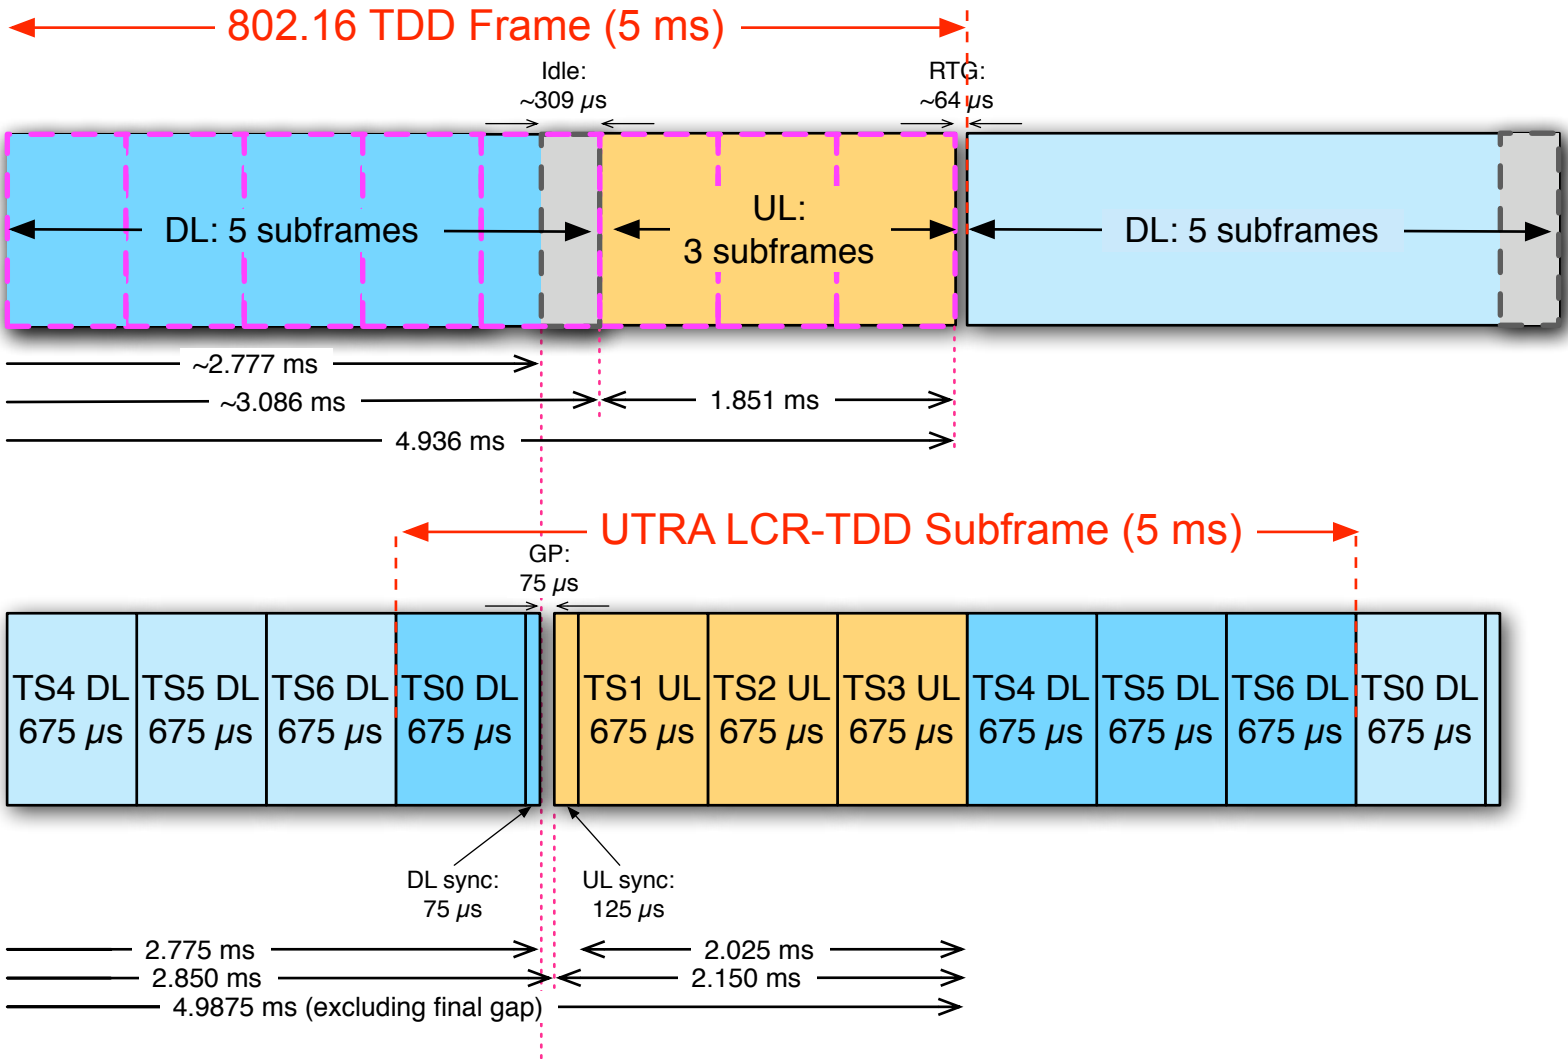 802.16 TDD Frame (5 ms)
Idle:
~309 µs
RTG:
~64 µs
DL: 5 subframes
UL:
3 subframes
DL: 5 subframes
~2.777 ms
~3.086 ms
1.851 ms
4.936 ms
UTRA LCR-TDD Subframe (5 ms)
GP:
75 µs
TS4 DL
675 µs
TS5 DL
675 µs
TS6 DL
675 µs
TS0 DL
675 µs
TS1 UL
675 µs
TS2 UL
675 µs
TS3 UL
675 µs
TS4 DL
675 µs
TS5 DL
675 µs
TS6 DL
675 µs
TS0 DL
675 µs
DL sync:
75 µs
UL sync:
125 µs
2.775 ms
2.025 ms
2.850 ms
2.150 ms
4.9875 ms (excluding final gap)